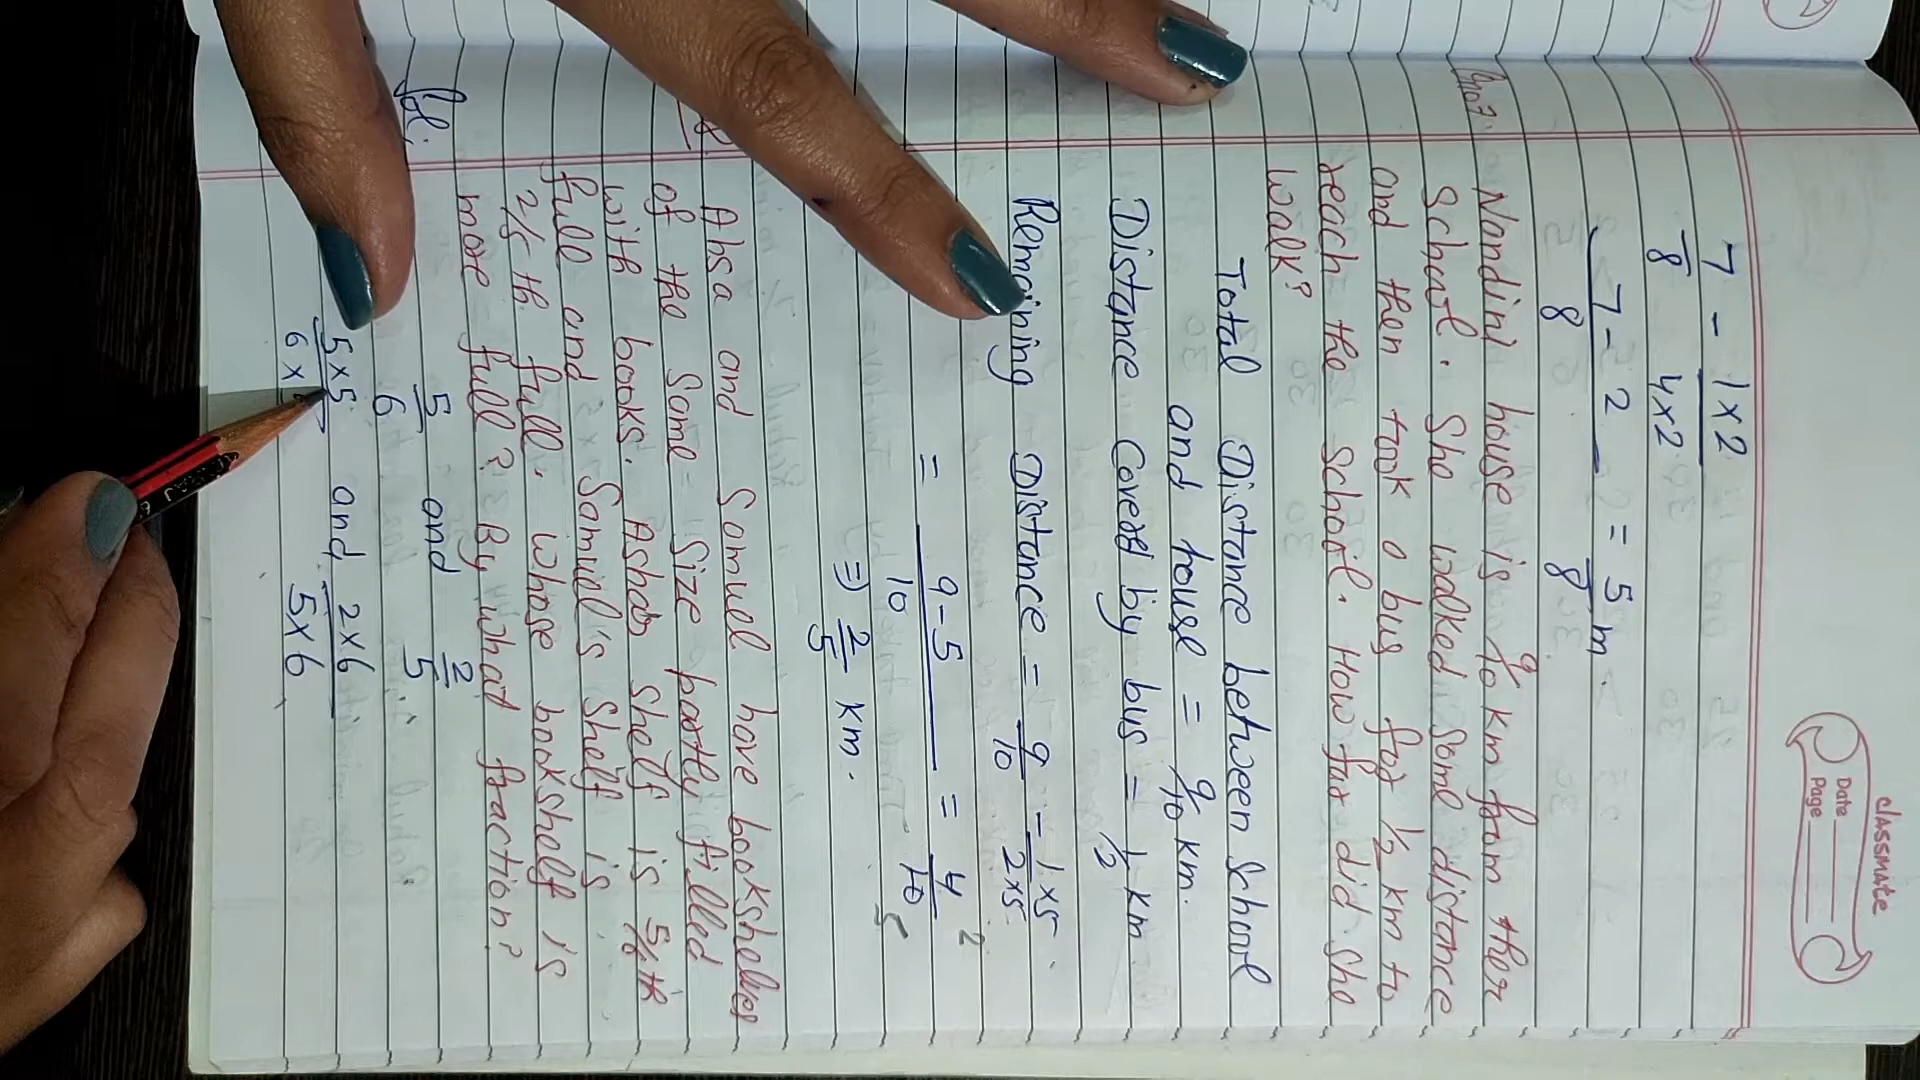 classmate
Date
Page
7/8 - 1×2/4×2
7-2/8 = 5/8 m
Nandini house is 9/10 km from ther
School. She walked some distance
and then took a bus for 1/2 km to
reach the School. How far did she
walk?
Total Distance between School
and house = 9/10 km.
Distance Covered by bus = 1/2 km
Remaining Distance = 9/10 - 1×5/2×5
= 9-5/10 = 4/10 2 5
⇒ 2/5 km.
Ahsa and Samuel have bookshelves
of the Same Size partly filled
with books. Ashas Shelf is 5/6 th
full and Samuel's Shelf is
2/5 th full. whose bookshelf is
more full? By what fraction?
Sol:
5/6 and 2/5
5×5/6× and 2×6/5×6